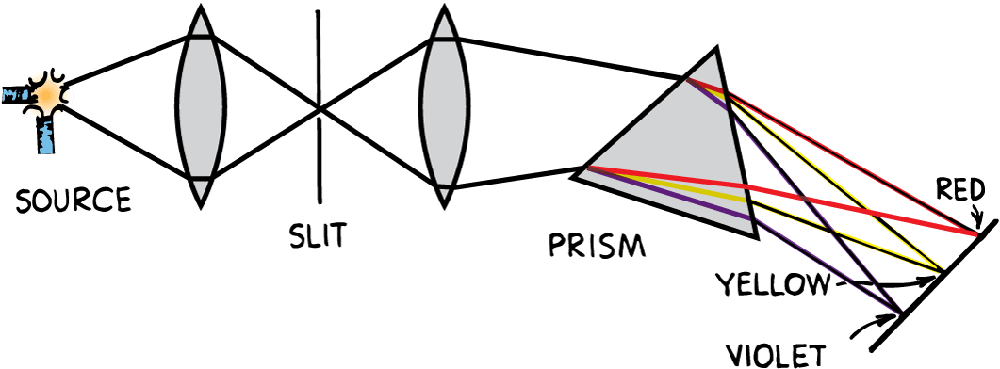 SOURCE
SLIT
PRISM
RED
YELLOW
VIOLET